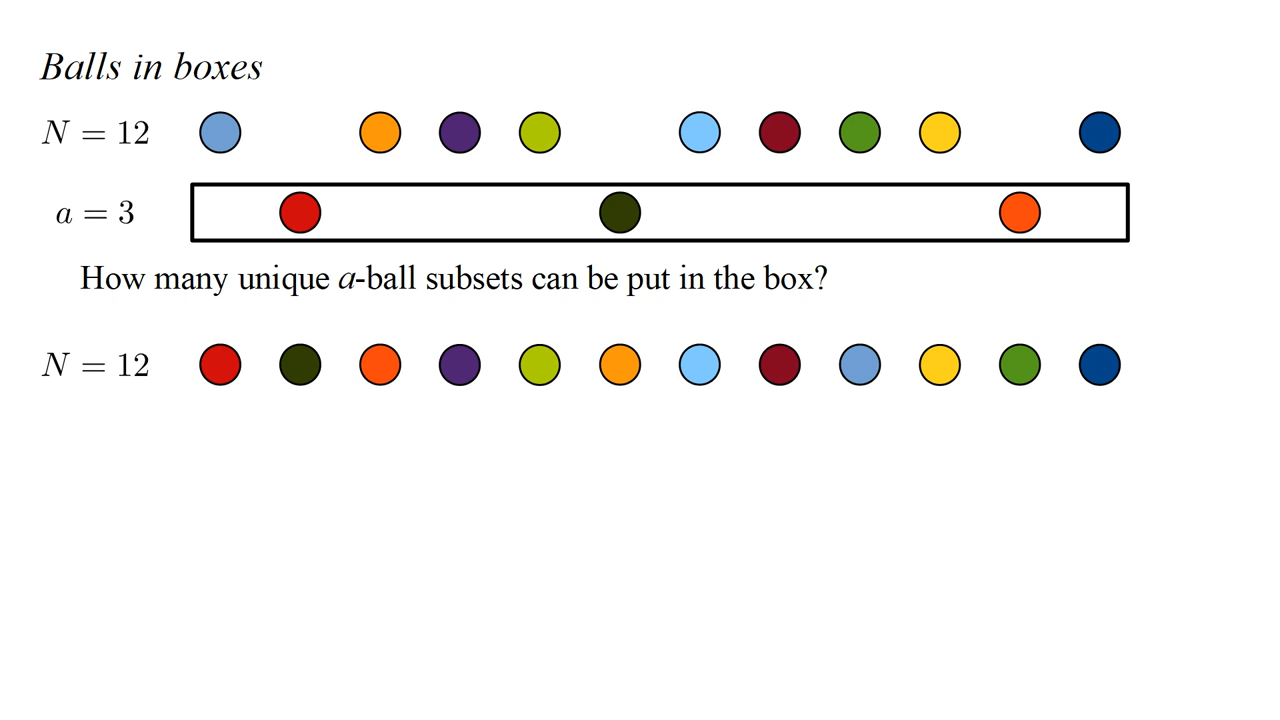 Balls in boxes
N = 12
a = 3
How many unique a-ball subsets can be put in the box?
N = 12